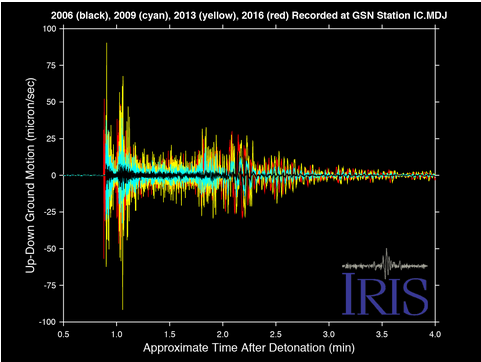 2006 (black), 2009 (cyan), 2013 (yellow), 2016 (red) Recorded at GSN Station IC.MDJ
100
75
50
25
0
-25
-50
-75
-100
Up-Down Ground Motion (micron/sec)
IRIS
0.5 1.0 1.5 2.0 2.5 3.0 3.5 4.0
Approximate Time After Detonation (min)